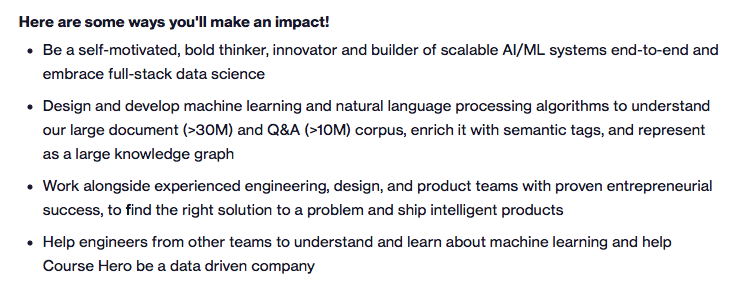 Here are some ways you'll make an impact!
• Be a self-motivated, bold thinker, innovator and builder of scalable AI/ML systems end-to-end and
embrace full-stack data science
• Design and develop machine learning and natural language processing algorithms to understand
our large document (>30M) and Q&A (>10M) corpus, enrich it with semantic tags, and represent
as a large knowledge graph
• Work alongside experienced engineering, design, and product teams with proven entrepreneurial
success, to find the right solution to a problem and ship intelligent products
• Help engineers from other teams to understand and learn about machine learning and help
Course Hero be a data driven company